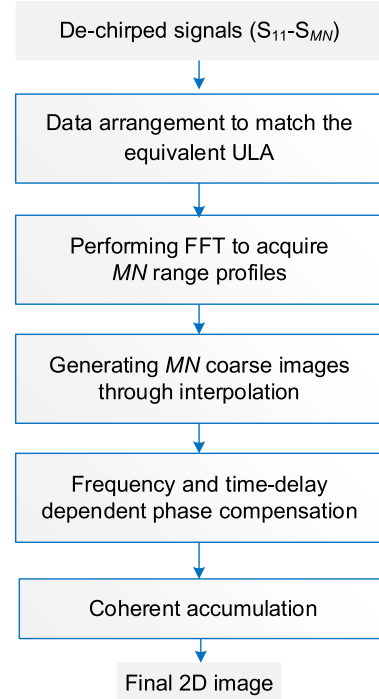 De-chirped signals (S₁₁-S_MN)
Data arrangement to match the
equivalent ULA
Performing FFT to acquire
MN range profiles
Generating MN coarse images
through interpolation
Frequency and time-delay
dependent phase compensation
Coherent accumulation
Final 2D image